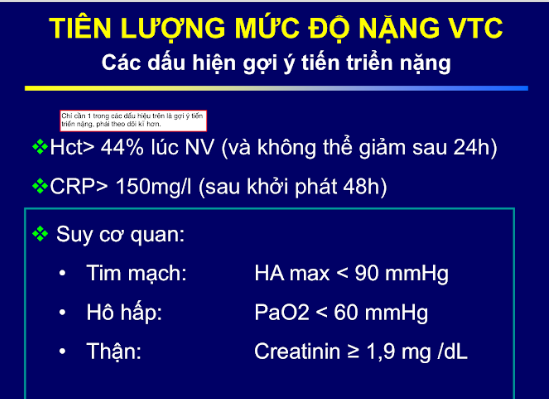 TIÊN LƯỢNG MỨC ĐỘ NẶNG VTC
Các dấu hiện gợi ý tiến triển nặng
Chỉ cần 1 trong các dấu hiệu trên là gợi ý tiến
triển nặng, phải theo dõi kĩ hơn.
❖Hct> 44% lúc NV (và không thể giảm sau 24h)
❖CRP> 150mg/l (sau khởi phát 48h)
❖ Suy cơ quan:
• Tim mạch: HA max < 90 mmHg
• Hô hấp: PaO2 < 60 mmHg
• Thận: Creatinin ≥ 1,9 mg /dL